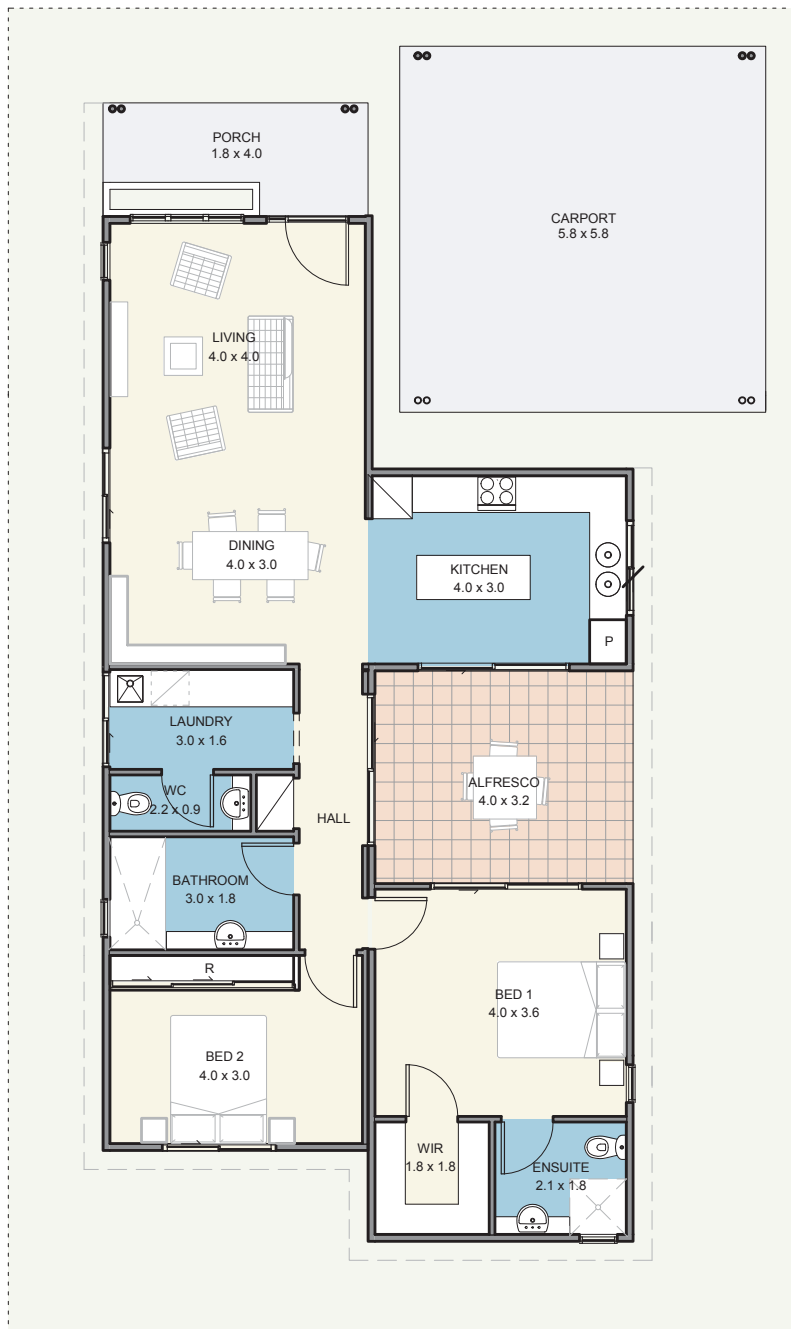 PORCH
1.8 x 4.0
CARPORT
5.8 x 5.8
LIVING
4.0 x 4.0
DINING
4.0 x 3.0
KITCHEN
4.0 x 3.0
P
LAUNDRY
3.0 x 1.6
WC
2.2 x 0.9
HALL
ALFRESCO
4.0 x 3.2
BATHROOM
3.0 x 1.8
R
BED 1
4.0 x 3.6
BED 2
4.0 x 3.0
WIR
1.8 x 1.8
ENSUITE
2.1 x 1.8